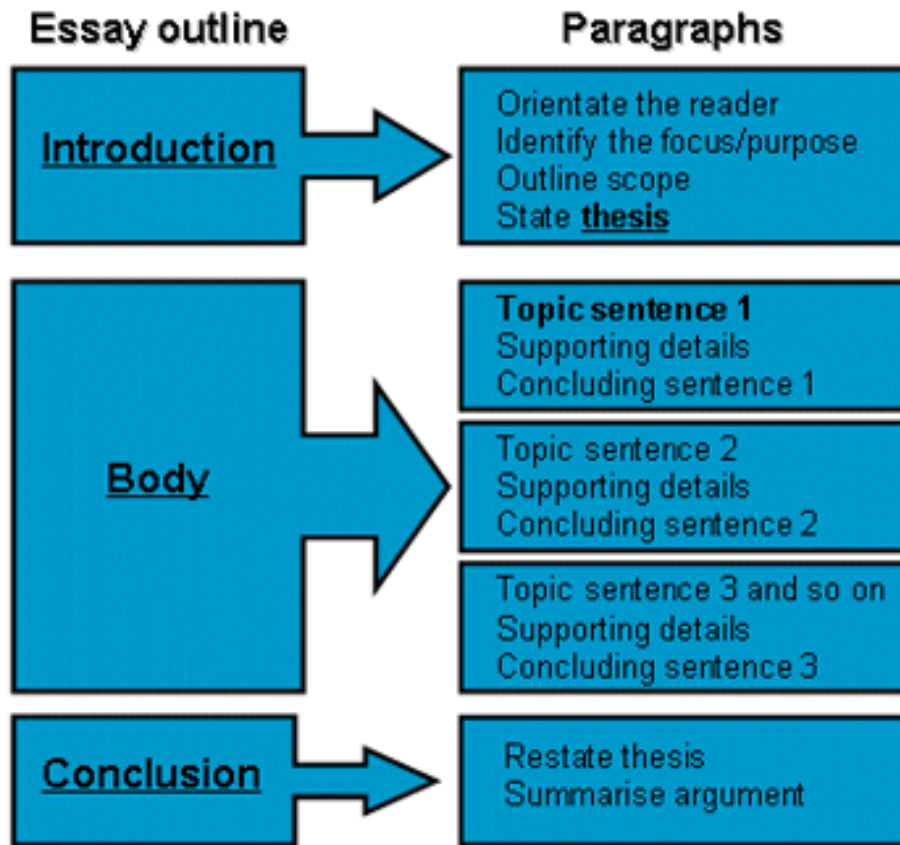 Essay outline
Paragraphs
Introduction
Orientate the reader
Identify the focus/purpose
Outline scope
State thesis
Body
Topic sentence 1
Supporting details
Concluding sentence 1
Topic sentence 2
Supporting details
Concluding sentence 2
Topic sentence 3 and so on
Supporting details
Concluding sentence 3
Conclusion
Restate thesis
Summarise argument